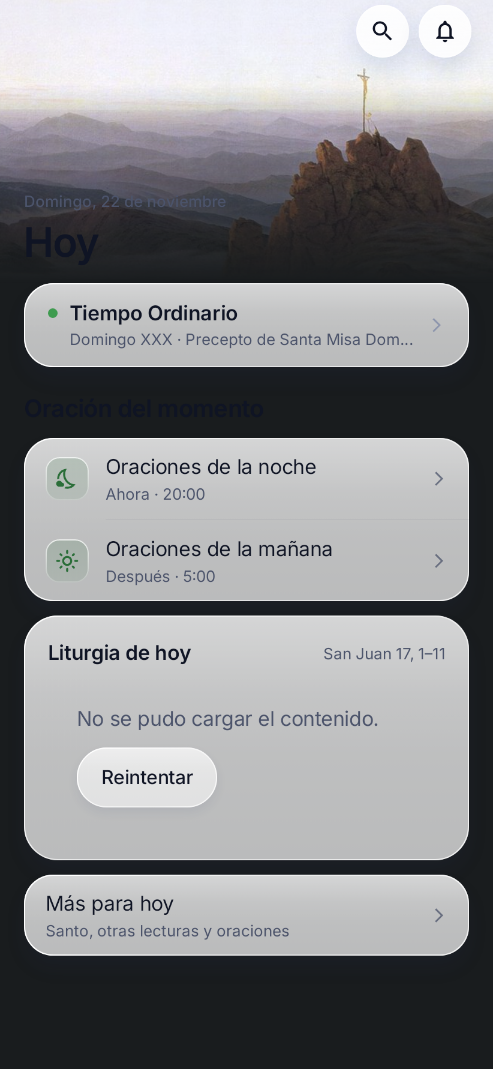 Domingo, 22 de noviembre
Hoy
Tiempo Ordinario
Domingo XXX · Precepto de Santa Misa Dom...
Oración del momento
Oraciones de la noche
Ahora · 20:00
Oraciones de la mañana
Después · 5:00
Liturgia de hoy
San Juan 17, 1–11
No se pudo cargar el contenido.
Reintentar
Más para hoy
Santo, otras lecturas y oraciones